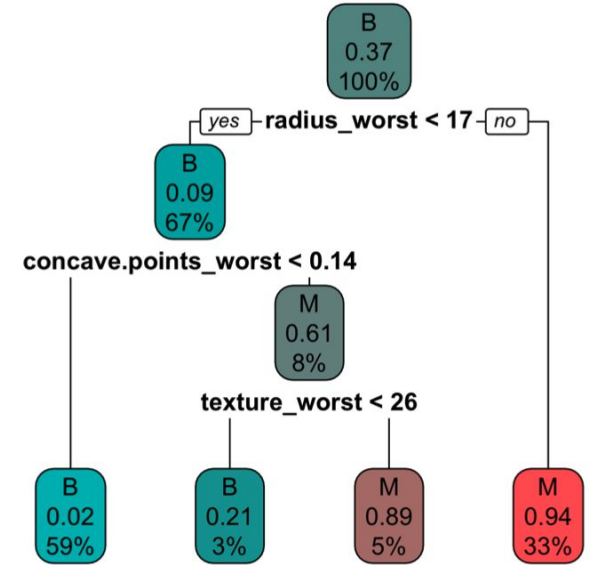 B
0.37
100%
yes radius_worst < 17 no
B
0.09
67%
concave.points_worst < 0.14
M
0.61
8%
texture_worst < 26
B
0.02
59%
B
0.21
3%
M
0.89
5%
M
0.94
33%